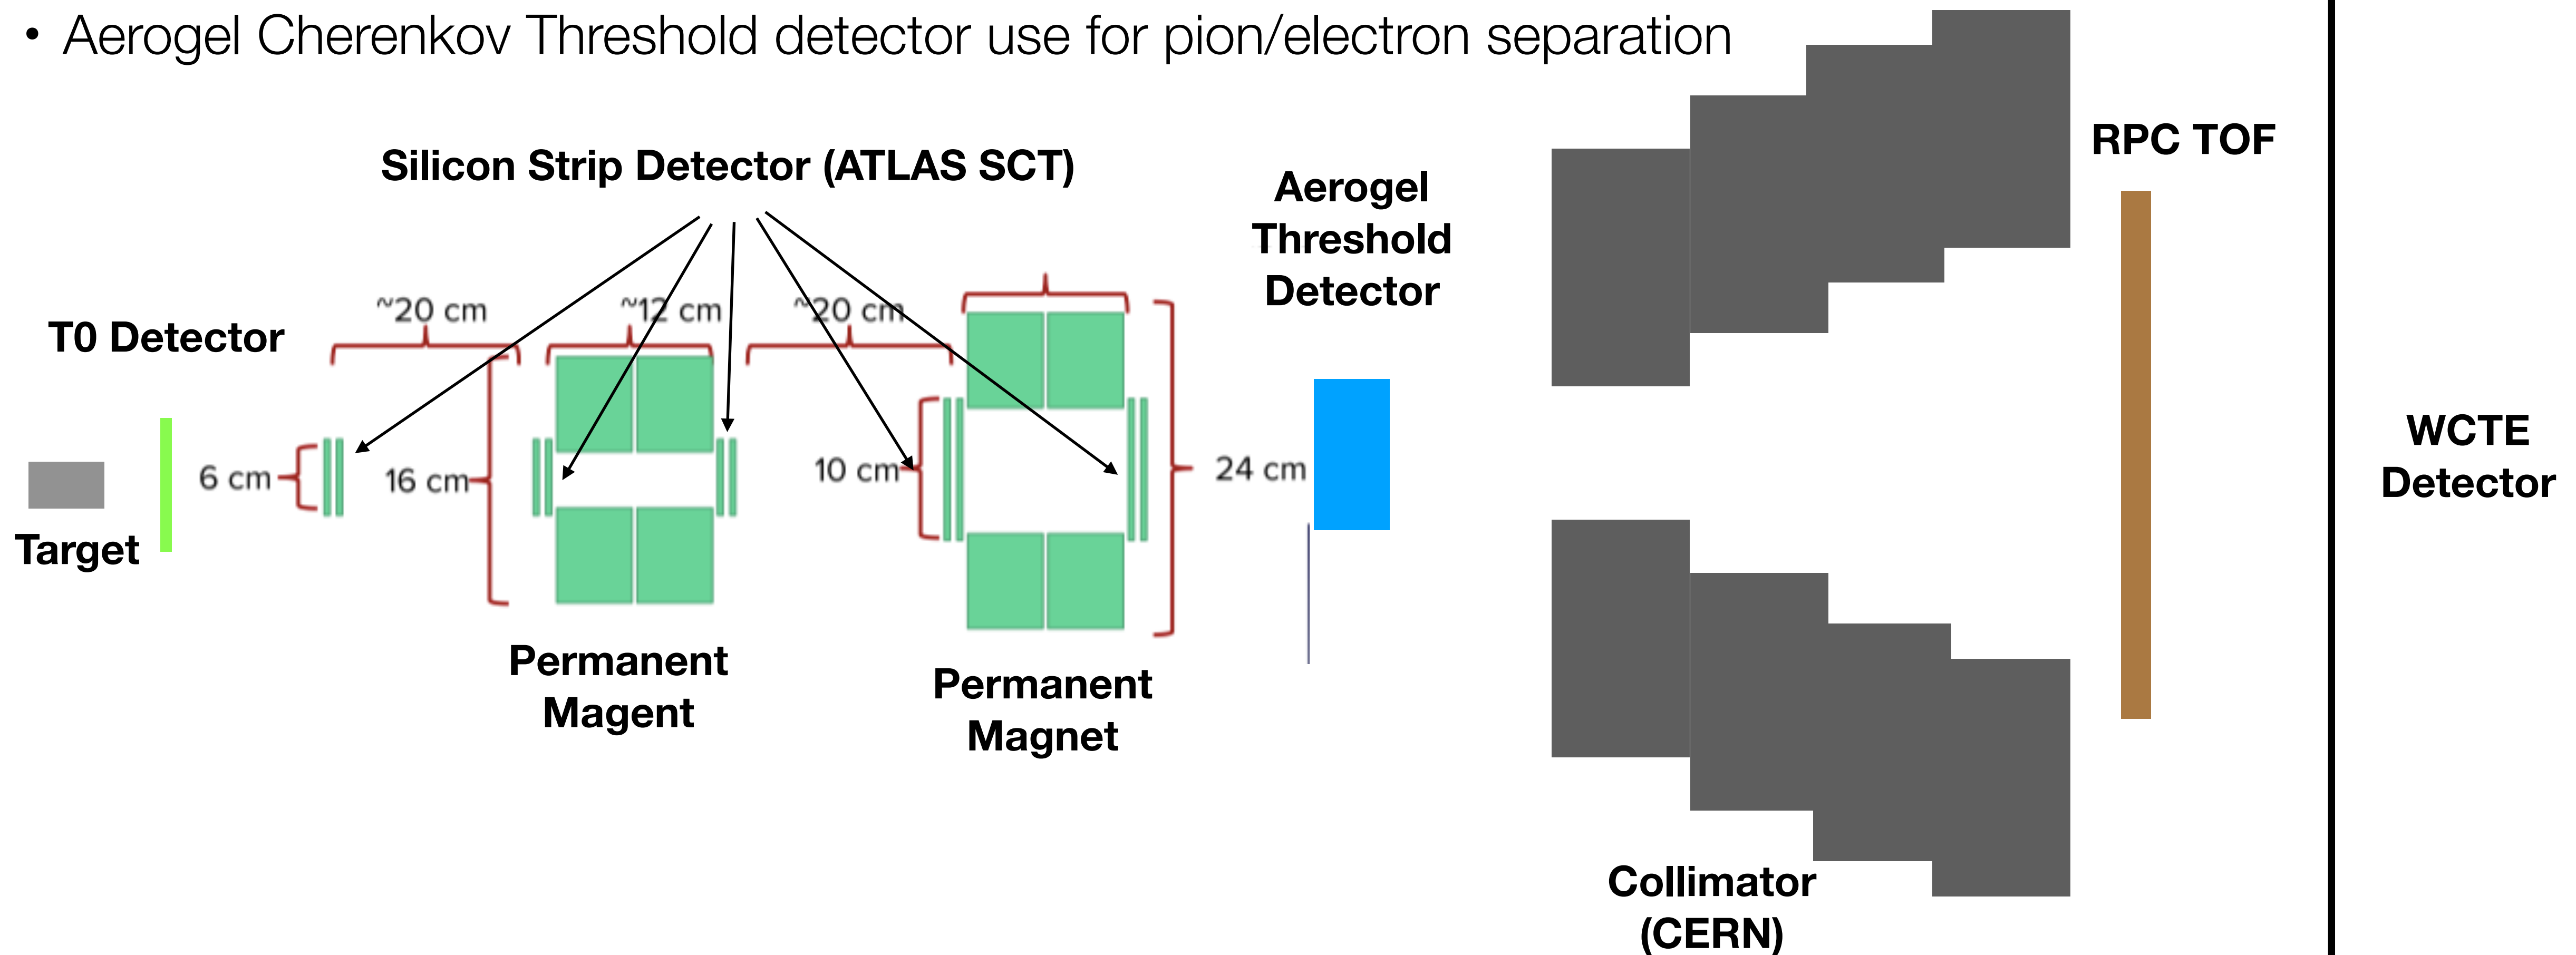 • Aerogel Cherenkov Threshold detector use for pion/electron separation
Silicon Strip Detector (ATLAS SCT)
RPC TOF
Aerogel
Threshold
Detector
~20 cm
~12 cm
~20 cm
T0 Detector
6 cm
16 cm
10 cm
24 cm
Target
WCTE
Detector
Permanent
Magent
Permanent
Magnet
Collimator
(CERN)